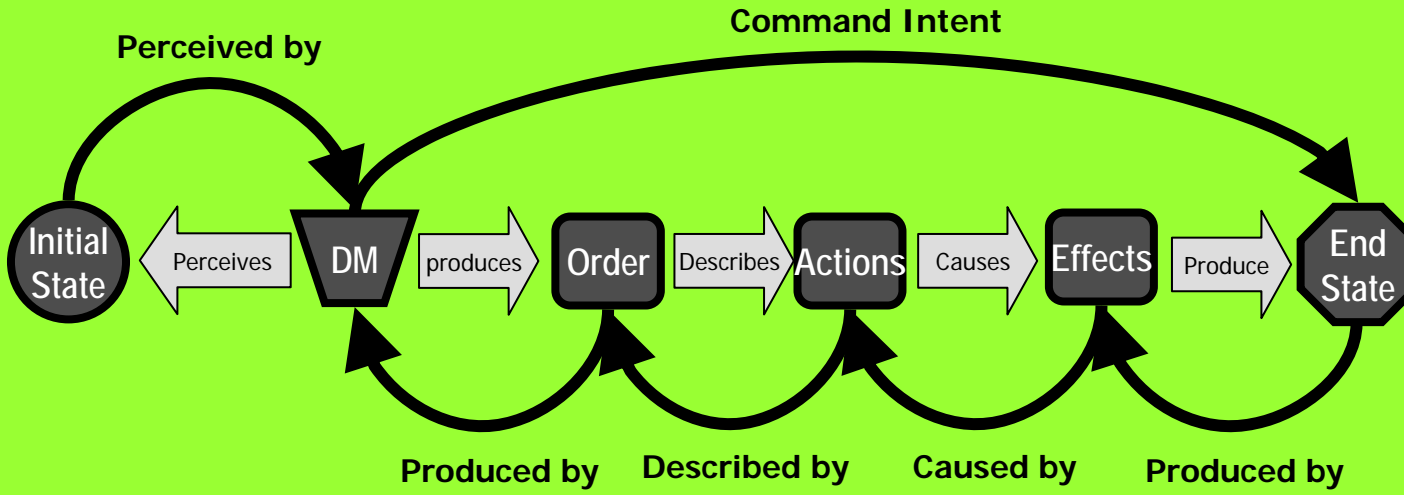 Command Intent
Perceived by
Initial
State
Perceives
DM
produces
Order
Describes
Actions
Causes
Effects
Produce
End
State
Produced by
Described by
Caused by
Produced by